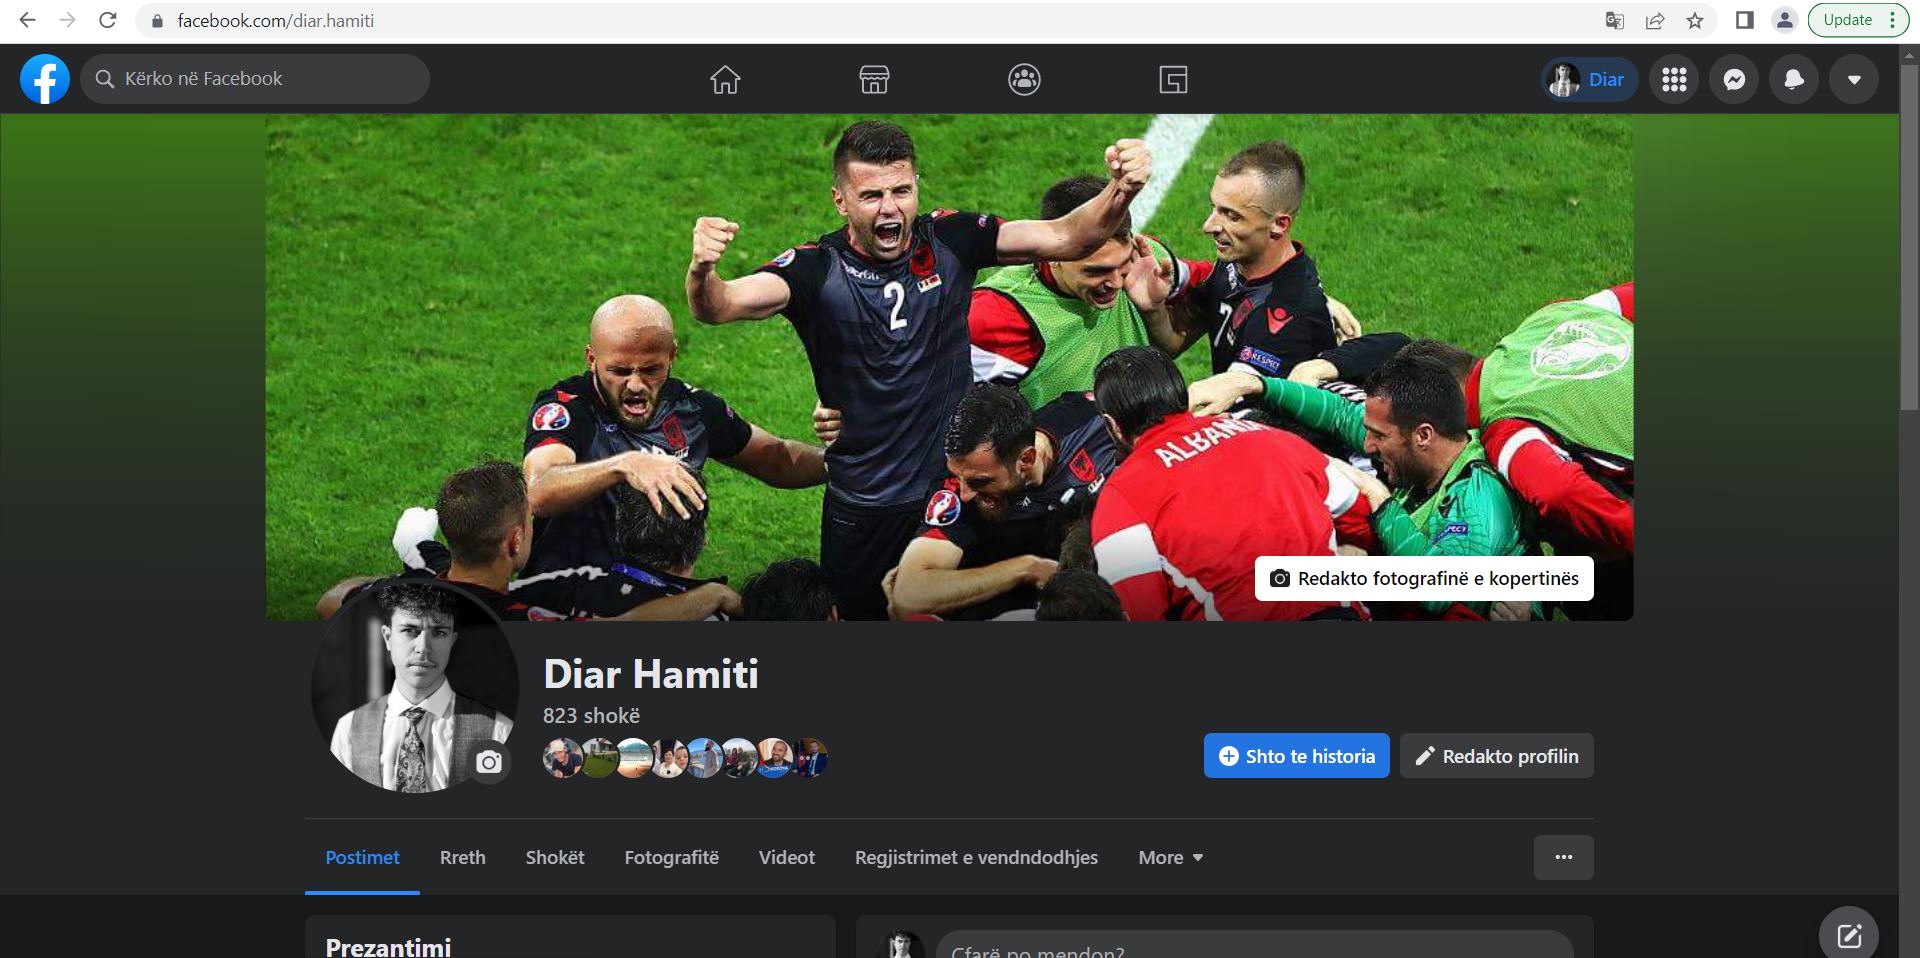 facebook.com/diar.hamiti
Update
Kërko në Facebook
Diar
2
7
RESPECT
ALBANIA
Redakto fotografinë e kopertinës
Diar Hamiti
823 shokë
Shto te historia
Redakto profilin
Postimet
Rreth
Shokët
Fotografitë
Videot
Regjistrimet e vendndodhjes
More
Prezantimi
Çfarë po mendon?